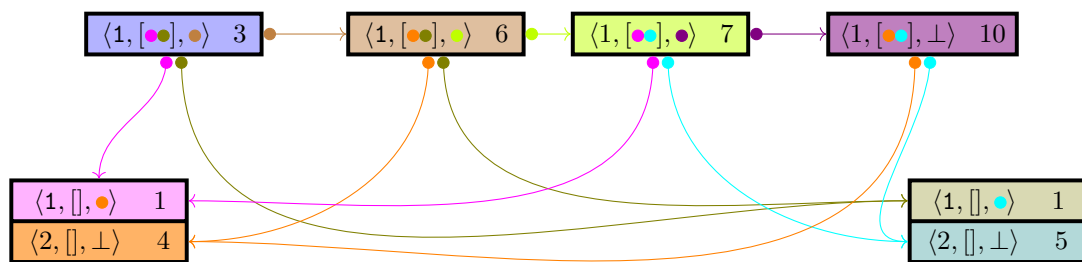 ⟨1, [●●], ●⟩ 3
⟨1, [●●], ●⟩ 6
⟨1, [●●], ●⟩ 7
⟨1, [●●], ⊥⟩ 10
⟨1, [], ●⟩ 1
⟨2, [], ⊥⟩ 4
⟨1, [], ●⟩ 1
⟨2, [], ⊥⟩ 5